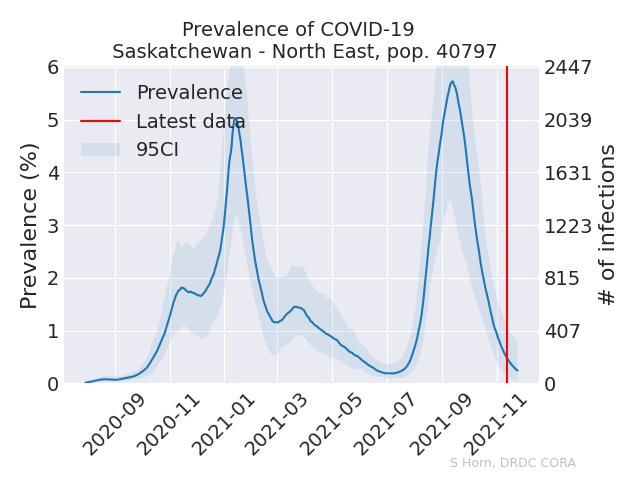 Prevalence of COVID-19
Saskatchewan - North East, pop. 40797
Prevalence
Latest data
95CI
Prevalence (%)
6
5
4
3
2
1
0
2447
2039
1631
1223
815
407
0
# of infections
2020-09
2020-11
2021-01
2021-03
2021-05
2021-07
2021-09
2021-11
S Horn, DRDC CORA